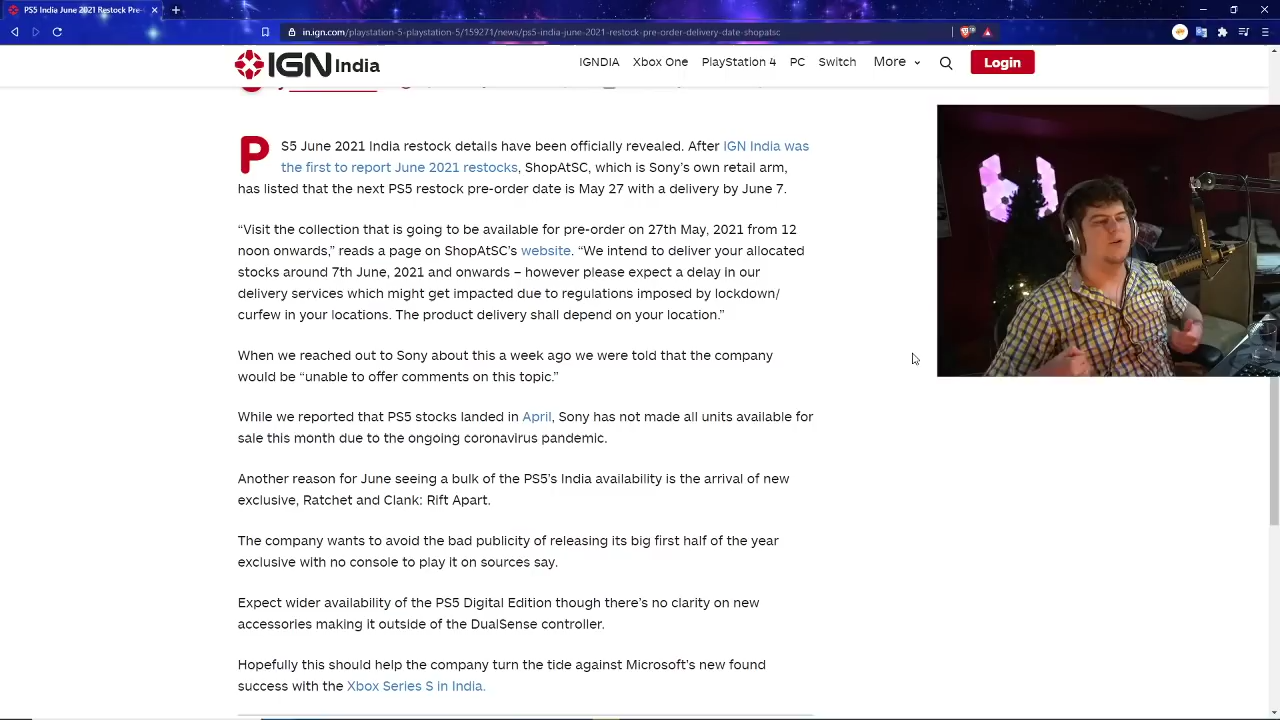 PS5 India June 2021 Restock Pre-
in.ign.com/playstation-5-playstation-5/159271/news/ps5-india-june-2021-restock-pre-order-delivery-date-shopatsc
IGN India
IGNDIA Xbox One PlayStation 4 PC Switch More Login
PS5 June 2021 India restock details have been officially revealed. After IGN India was
the first to report June 2021 restocks, ShopAtSC, which is Sony’s own retail arm,
has listed that the next PS5 restock pre-order date is May 27 with a delivery by June 7.
“Visit the collection that is going to be available for pre-order on 27th May, 2021 from 12
noon onwards,” reads a page on ShopAtSC’s website. “We intend to deliver your allocated
stocks around 7th June, 2021 and onwards – however please expect a delay in our
delivery services which might get impacted due to regulations imposed by lockdown/
curfew in your locations. The product delivery shall depend on your location.”
When we reached out to Sony about this a week ago we were told that the company
would be “unable to offer comments on this topic.”
While we reported that PS5 stocks landed in April, Sony has not made all units available for
sale this month due to the ongoing coronavirus pandemic.
Another reason for June seeing a bulk of the PS5’s India availability is the arrival of new
exclusive, Ratchet and Clank: Rift Apart.
The company wants to avoid the bad publicity of releasing its big first half of the year
exclusive with no console to play it on sources say.
Expect wider availability of the PS5 Digital Edition though there’s no clarity on new
accessories making it outside of the DualSense controller.
Hopefully this should help the company turn the tide against Microsoft’s new found
success with the Xbox Series S in India.